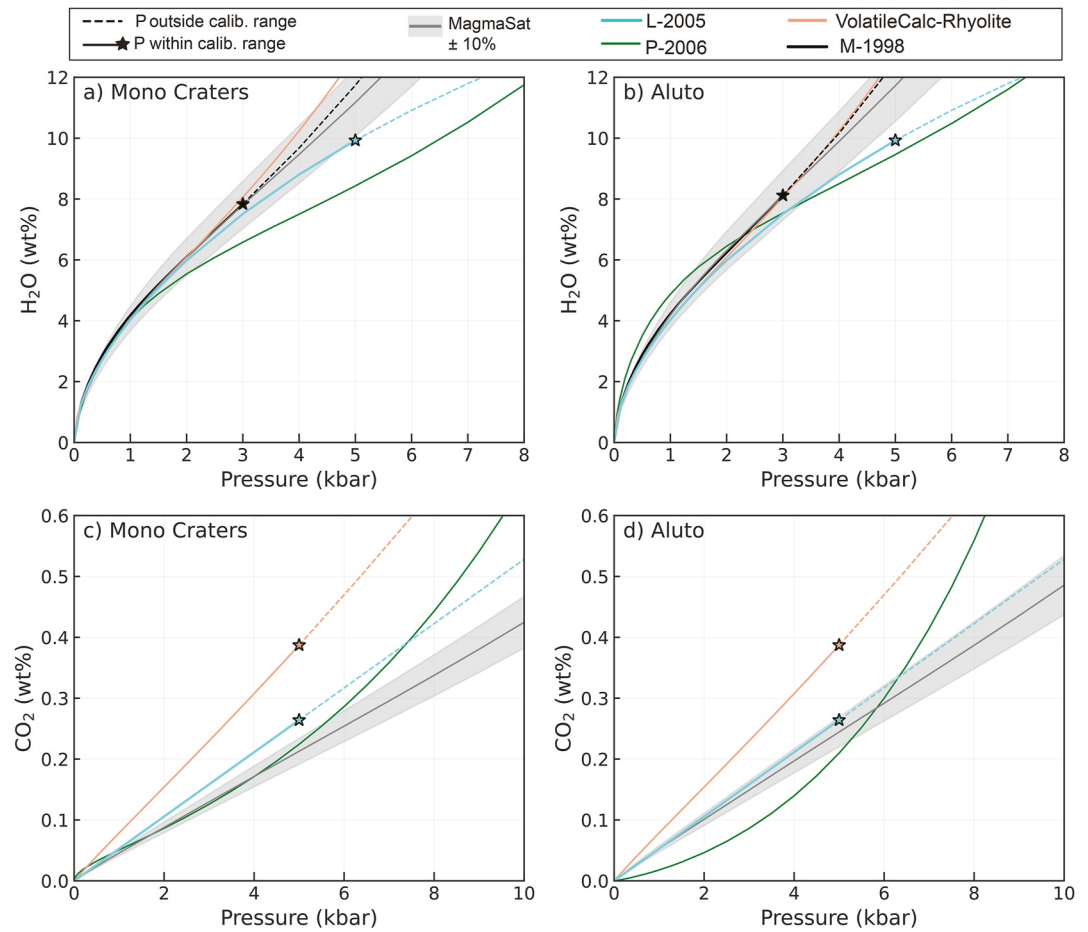 P outside calib. range
P within calib. range
MagmaSat
± 10%
L-2005
P-2006
VolatileCalc-Rhyolite
M-1998
a) Mono Craters
12
10
8
6
4
2
0
H₂O (wt%)
0 1 2 3 4 5 6 7 8
Pressure (kbar)
b) Aluto
12
10
8
6
4
2
0
H₂O (wt%)
0 1 2 3 4 5 6 7 8
Pressure (kbar)
c) Mono Craters
0.6
0.5
0.4
0.3
0.2
0.1
0.0
CO₂ (wt%)
0 2 4 6 8 10
Pressure (kbar)
d) Aluto
0.6
0.5
0.4
0.3
0.2
0.1
0.0
CO₂ (wt%)
0 2 4 6 8 10
Pressure (kbar)